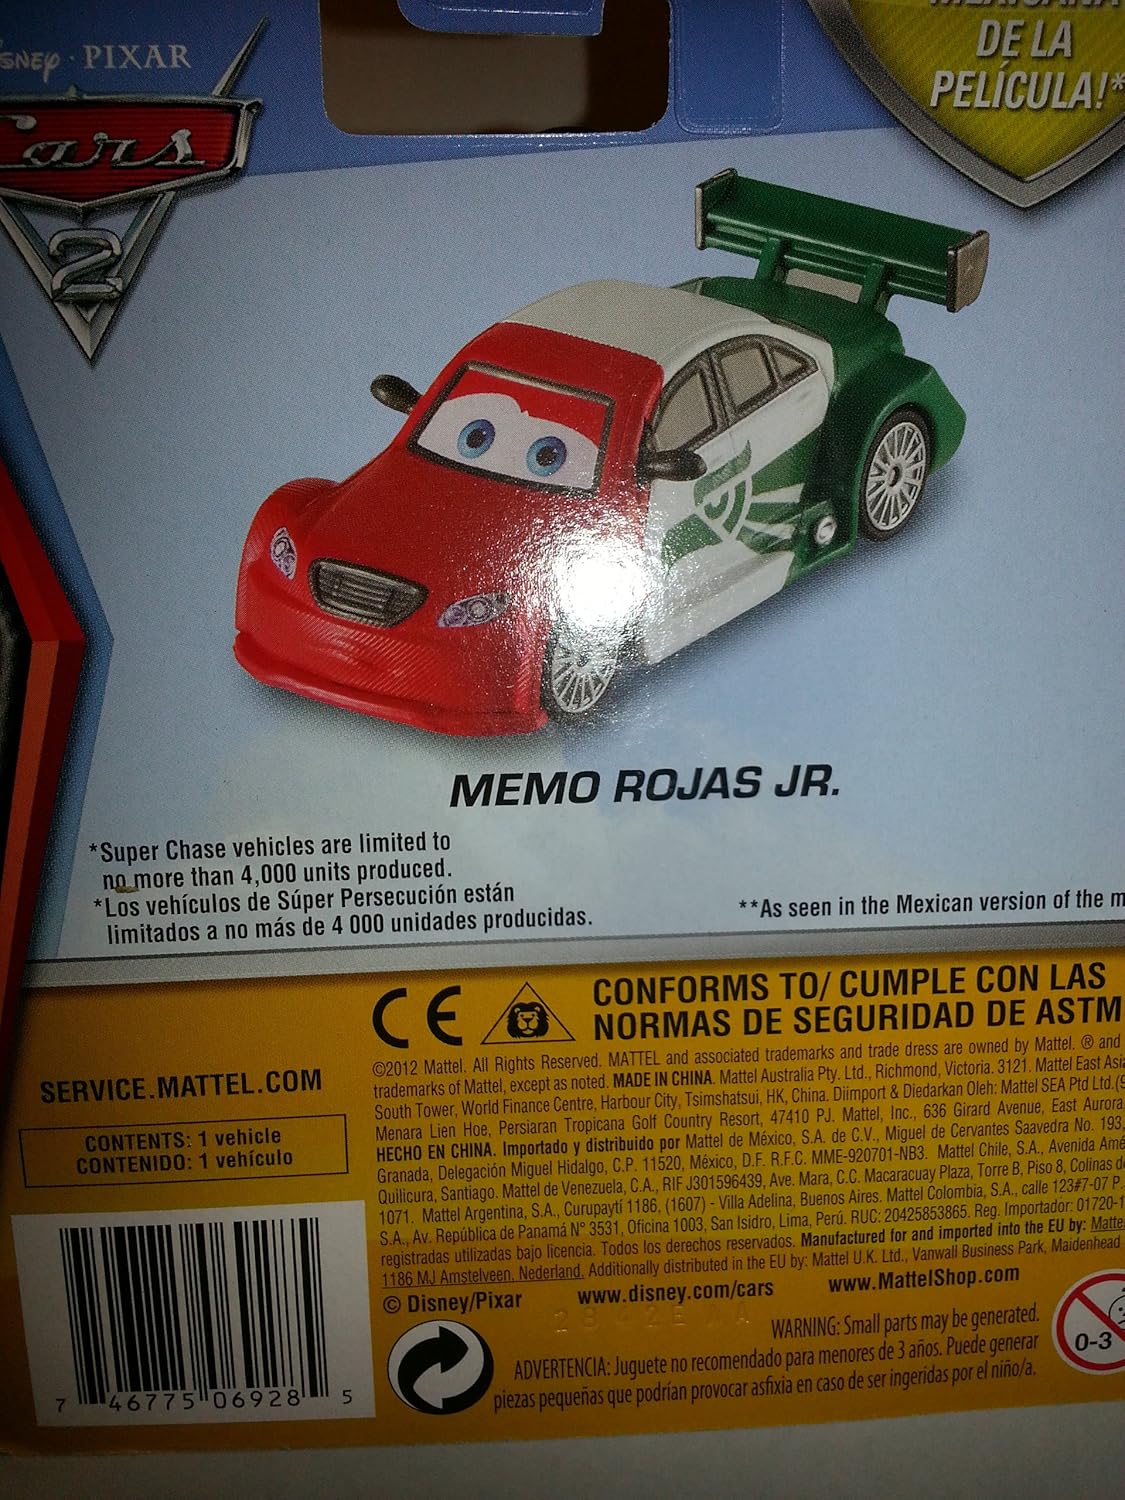 PIXAR
DE LA
PELÍCULA!*
Cars
2
MEMO ROJAS JR.
*Super Chase vehicles are limited to
no more than 4,000 units produced.
*Los vehículos de Súper Persecución están
limitados a no más de 4 000 unidades producidas.
**As seen in the Mexican version of the
CE
CONFORMS TO/ CUMPLE CON LAS
NORMAS DE SEGURIDAD DE ASTM
SERVICE.MATTEL.COM
CONTENTS: 1 vehicle
CONTENIDO: 1 vehículo
©2012 Mattel. All Rights Reserved. MATTEL and associated trademarks and trade dress are owned by Mattel. ® and
trademarks of Mattel, except as noted. MADE IN CHINA. Mattel Australia Pty. Ltd., Richmond, Victoria. 3121. Mattel East
South Tower, World Finance Centre, Harbour City, Tsimshatsui, HK, China. Diimport & Diedarkan Oleh: Mattel SEA Ptd Ltd.
Menara Lien Hoe, Persiaran Tropicana Golf Country Resort, 47410 PJ. Mattel, Inc., 636 Girard Avenue, East Aurora,
HECHO EN CHINA. Importado y distribuido por Mattel de México, S.A. de C.V., Miguel de Cervantes Saavedra No. 193,
Granada, Delegación Miguel Hidalgo, C.P. 11520, México, D.F. R.F.C. MME-920701-NB3. Mattel Chile, S.A., Avenida
Quilicura, Santiago. Mattel de Venezuela, C.A., RIF J301596439, Ave. Mara, C.C. Macaracuay Plaza, Torre B, Piso 8, Colinas
1071. Mattel Argentina, S.A., Curupaytí 1186, (1607) - Villa Adelina, Buenos Aires. Mattel Colombia, S.A., calle 123#7-07 P.
S.A., Av. República de Panamá N° 3531, Oficina 1003, San Isidro, Lima, Perú. RUC: 20425853865. Reg. Importador: 01720-1
registradas utilizadas bajo licencia. Todos los derechos reservados. Manufactured for and imported into the EU by:
1186 MJ Amstelveen, Nederland. Additionally distributed in the EU by: Mattel U.K. Ltd., Vanwall Business Park, Maidenhead
© Disney/Pixar www.disney.com/cars www.MattelShop.com
WARNING: Small parts may be generated.
ADVERTENCIA: Juguete no recomendado para menores de 3 años. Puede generar
piezas pequeñas que podrían provocar asfixia en caso de ser ingeridas por el niño/a.
0-3
7 46775 06928 5